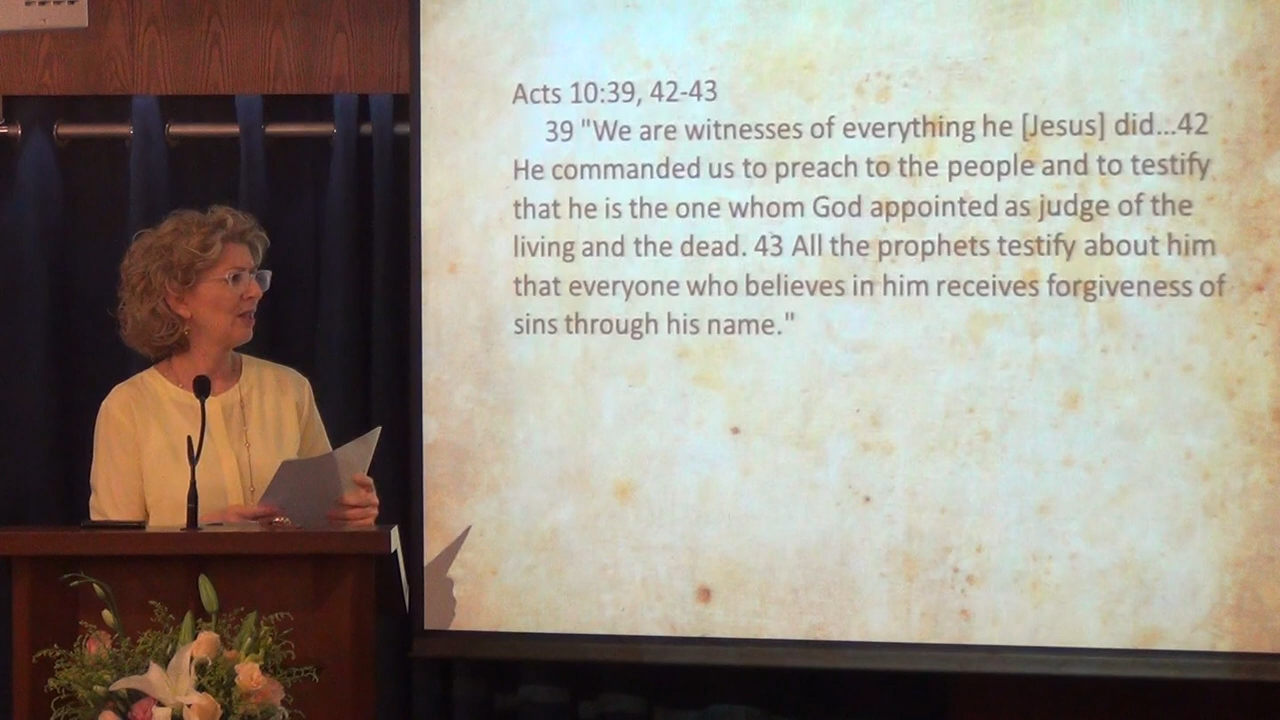 Acts 10:39, 42-43
39 "We are witnesses of everything he [Jesus] did...42
He commanded us to preach to the people and to testify
that he is the one whom God appointed as judge of the
living and the dead. 43 All the prophets testify about him
that everyone who believes in him receives forgiveness of
sins through his name."